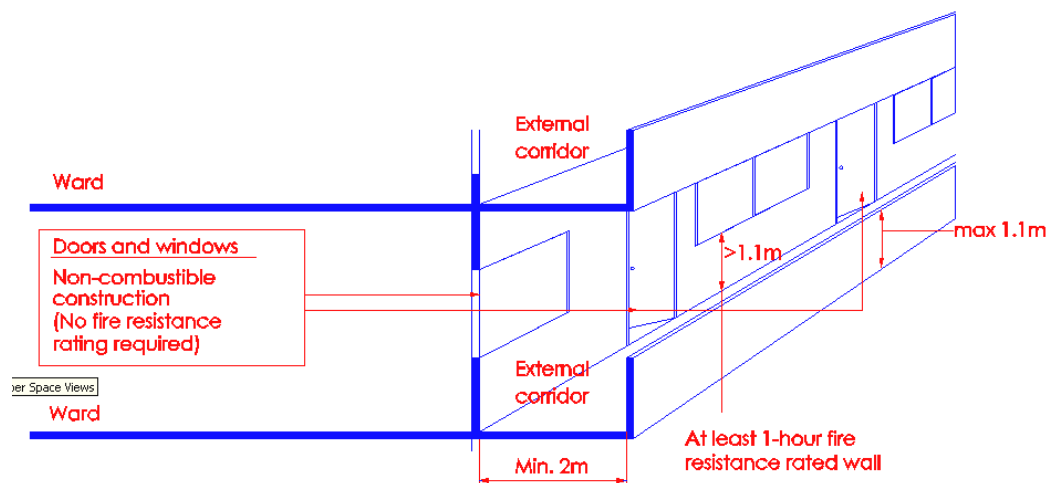 External
corridor
Ward
Doors and windows
Non-combustible
construction
(No fire resistance
rating required)
>1.1m
max 1.1m
per Space Views
External
corridor
Ward
At least 1-hour fire
resistance rated wall
Min. 2m